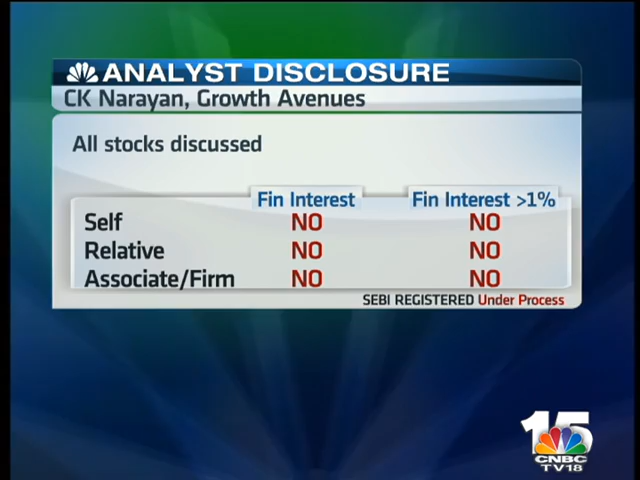 ANALYST DISCLOSURE
CK Narayan, Growth Avenues
All stocks discussed
Fin Interest Fin Interest >1%
Self NO NO
Relative NO NO
Associate/Firm NO NO
SEBI REGISTERED Under Process
15
CNBC
TV18